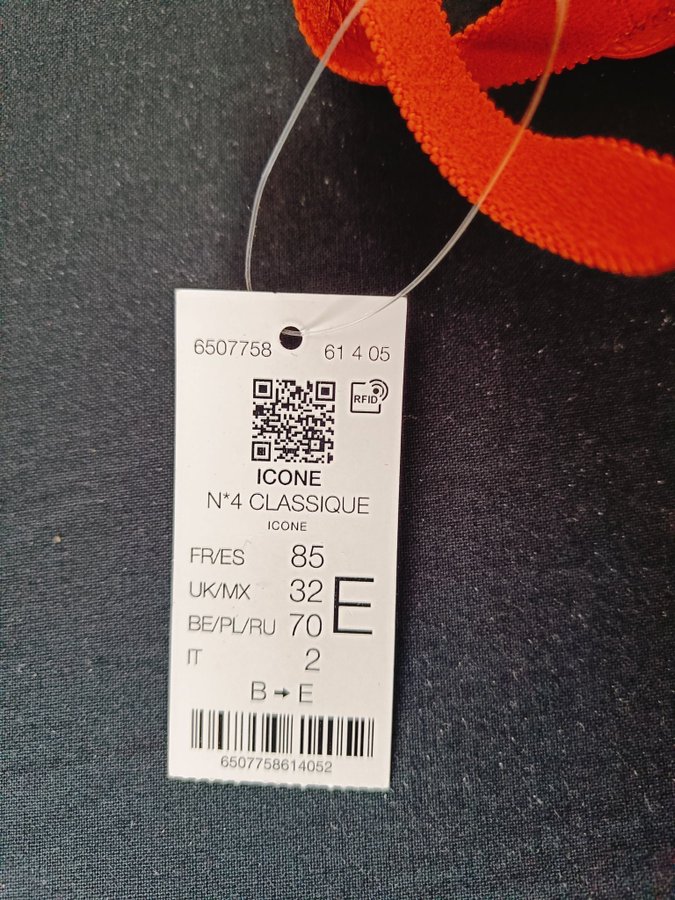 6507758 61 4 05
RFID
ICONE
N*4 CLASSIQUE
ICONE
FR/ES 85
UK/MX 32 E
BE/PL/RU 70
IT 2
B → E
6507758614052